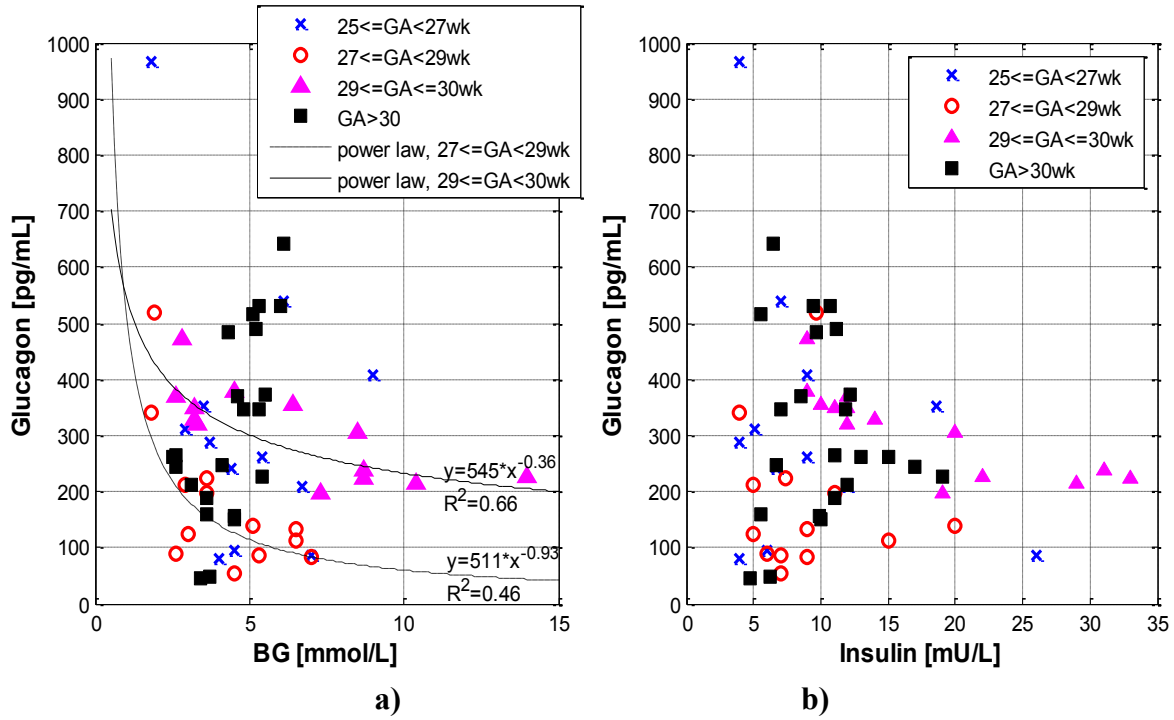 25<=GA<27wk
27<=GA<29wk
29<=GA<=30wk
GA>30
power law, 27<=GA<29wk
power law, 29<=GA<30wk
1000
900
800
700
600
500
400
300
200
100
0
Glucagon [pg/mL]
y=545*x^-0.36
R^2=0.66
y=511*x^-0.93
R^2=0.46
0 5 10 15
BG [mmol/L]
a)
25<=GA<27wk
27<=GA<29wk
29<=GA<=30wk
GA>30wk
1000
900
800
700
600
500
400
300
200
100
0
Glucagon [pg/mL]
0 5 10 15 20 25 30 35
Insulin [mU/L]
b)